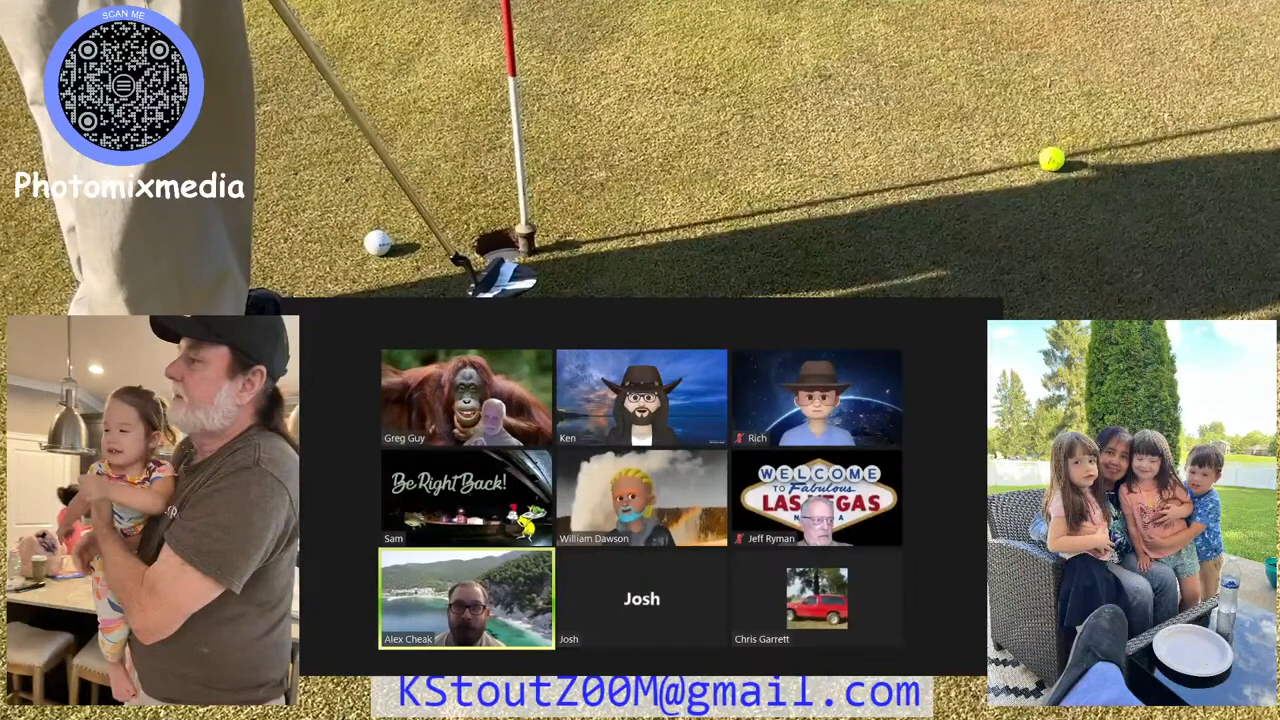 SCAN ME
Photomixmedia
Greg Guy
Ken
Rich
Be Right Back!
Sam
William Dawson
WELCOME
TO Fabulous
LAS VEGAS
Jeff Ryman
Alex Cheak
Josh
Josh
Chris Garrett
KStoutZ00M@gmail.com